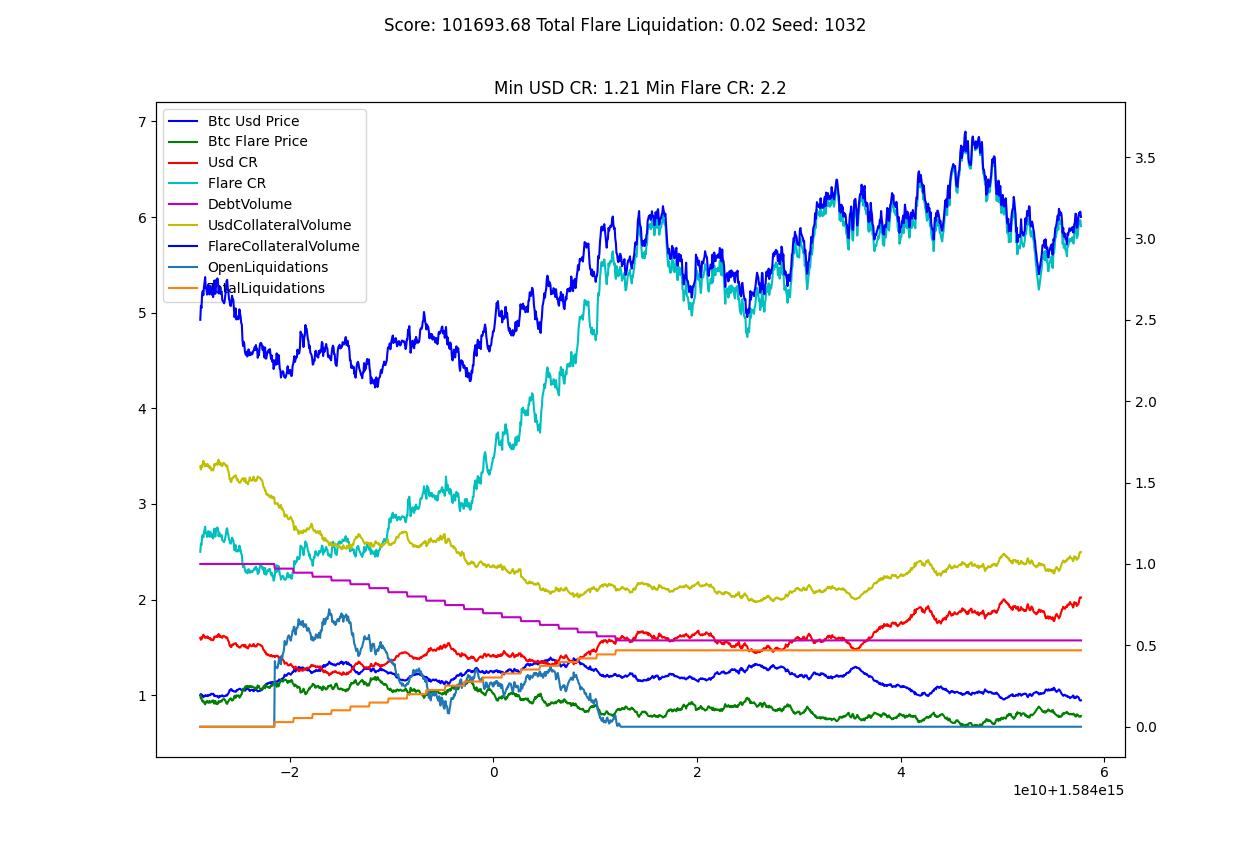 Score: 101693.68 Total Flare Liquidation: 0.02 Seed: 1032
Min USD CR: 1.21 Min Flare CR: 2.2
Btc Usd Price
Btc Flare Price
Usd CR
Flare CR
DebtVolume
UsdCollateralVolume
FlareCollateralVolume
OpenLiquidations
TotalLiquidations
7
6
5
4
3
2
1
3.5
3.0
2.5
2.0
1.5
1.0
0.5
0.0
−2
0
2
4
6
1e10+1.584e15